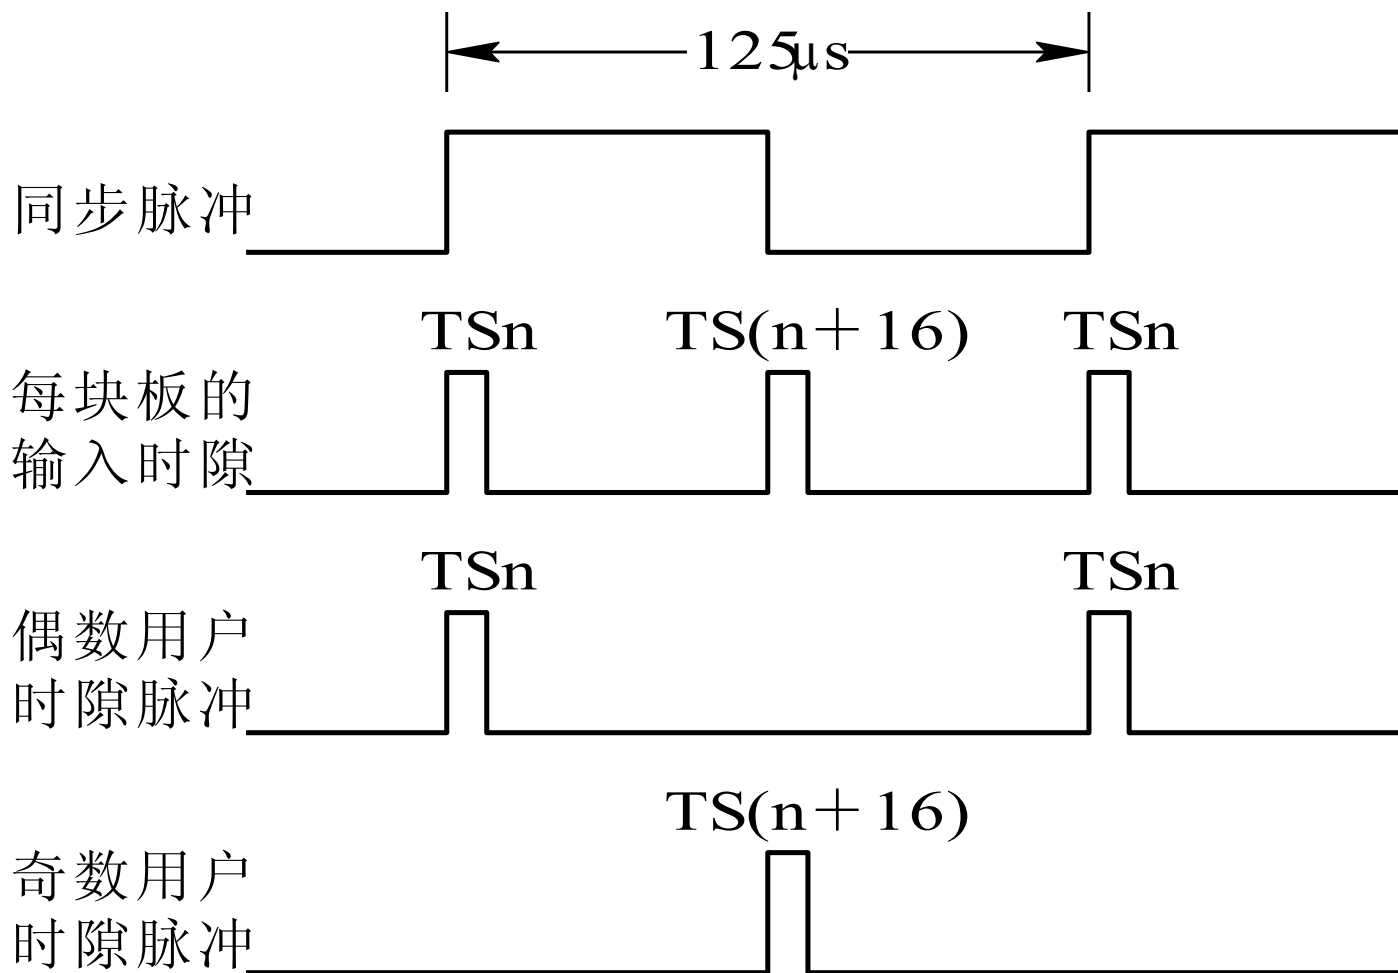 125μs
同步脉冲
TSn TS(n+16) TSn
每块板的
输入时隙
TSn TSn
偶数用户
时隙脉冲
TS(n+16)
奇数用户
时隙脉冲